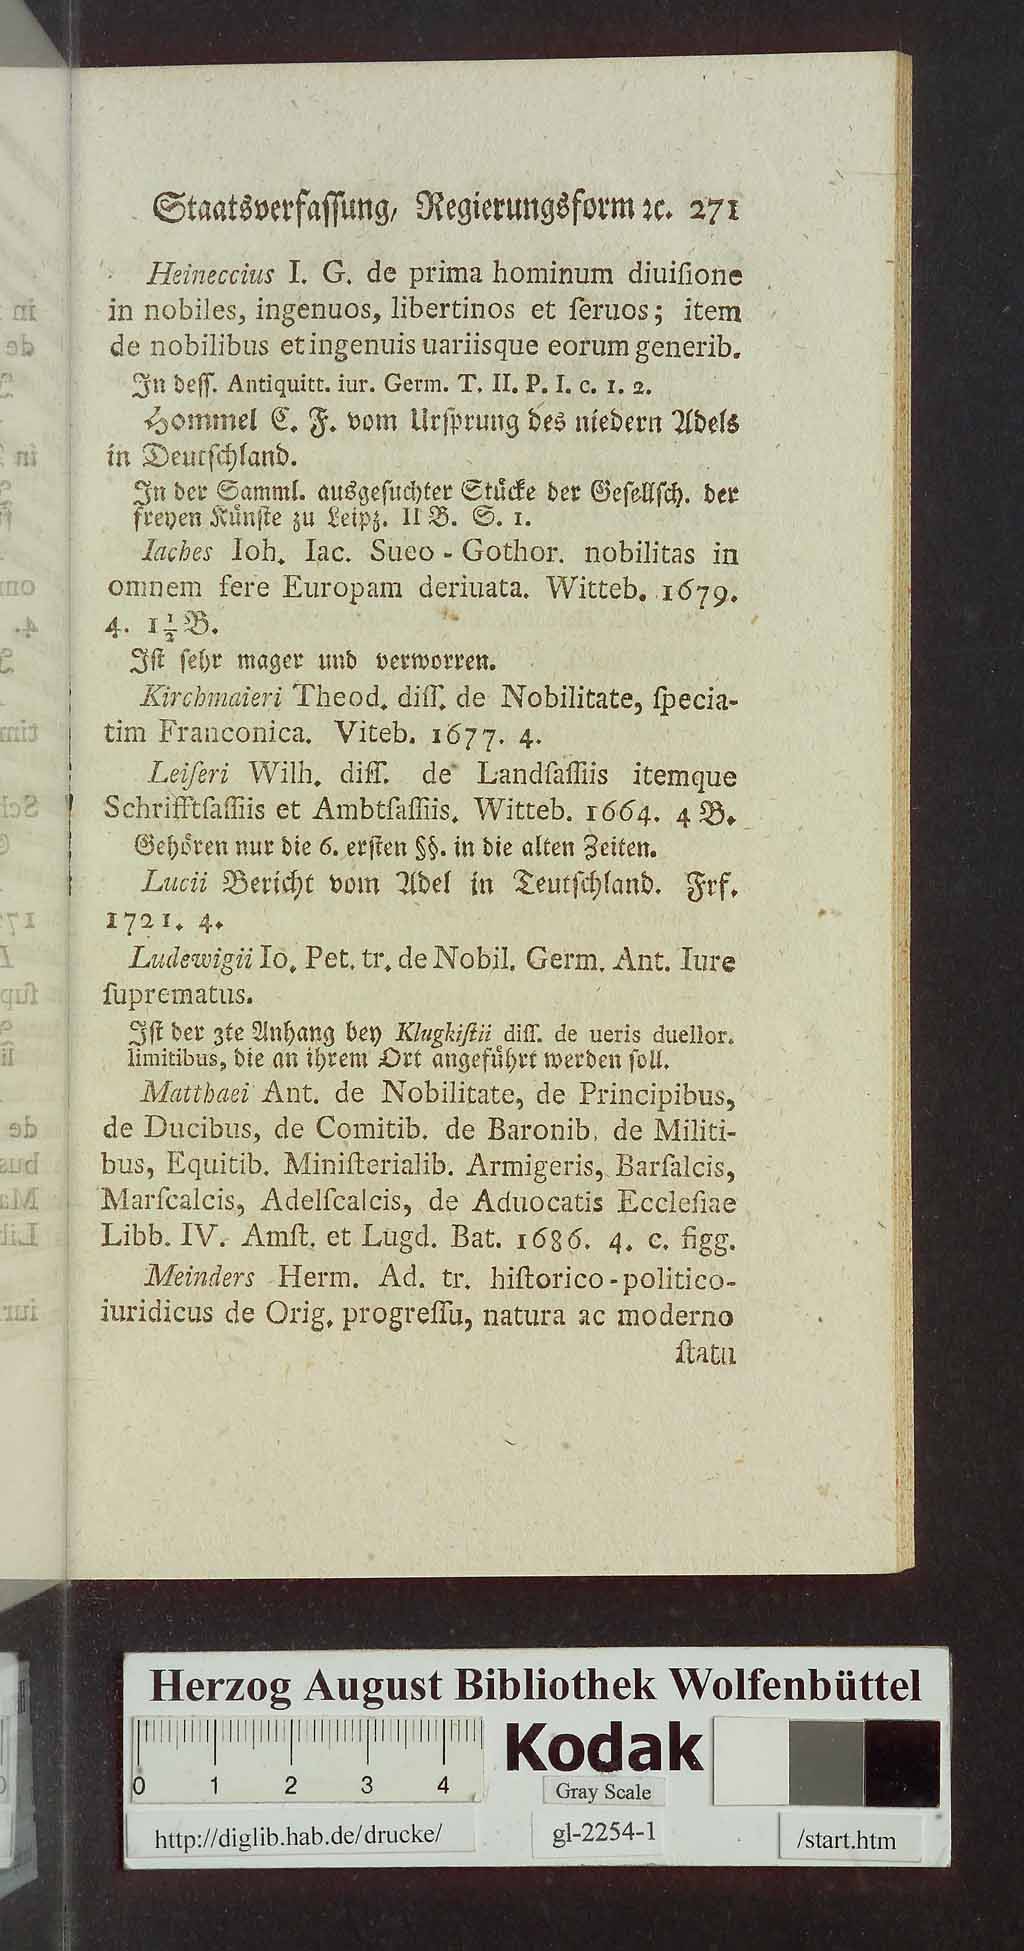 Staatsverfassung, Regierungsform ꝛc. 271
Heineccius I. G. de prima hominum diuiſione
in nobiles, ingenuos, libertinos et ſeruos; item
de nobilibus et ingenuis uariisque eorum generib.
In deſſ. Antiquitt. iur. Germ. T. II. P. I. c. 1. 2.
Hommel C. F. vom Urſprung des niedern Adels
in Deutſchland.
In der Samml. ausgeſuchter Stücke der Geſellſch. der
freyen Künſte zu Leipz. II B. S. 1.
Iaches Ioh. Iac. Sueo-Gothor. nobilitas in
omnem fere Europam deriuata. Witteb. 1679.
4. 1½ B.
Iſt ſehr mager und verworren.
Kirchmaieri Theod. diſſ. de Nobilitate, ſpecia-
tim Franconica. Viteb. 1677. 4.
Leiſeri Wilh. diſſ. de Landſaſſiis itemque
Schrifftſaſſiis et Ambtſaſſiis. Witteb. 1664. 4 B.
Gehören nur die 6. erſten §§. in die alten Zeiten.
Lucii Bericht vom Adel in Teutſchland. Frf.
1721. 4.
Ludewigii Io. Pet. tr. de Nobil. Germ. Ant. Iure
ſuprematus.
Iſt der 3te Anhang bey Klugkiſtii diſſ. de ueris duellor.
limitibus, die an ihrem Ort angeführt werden ſoll.
Matthaei Ant. de Nobilitate, de Principibus,
de Ducibus, de Comitib. de Baronib. de Militi-
bus, Equitib. Miniſterialib. Armigeris, Barſalcis,
Marſcalcis, Adelſcalcis, de Aduocatis Eccleſiae
Libb. IV. Amſt. et Lugd. Bat. 1686. 4. c. figg.
Meinders Herm. Ad. tr. hiſtorico-politico-
iuridicus de Orig. progreſſu, natura ac moderno
ſtatu
Herzog August Bibliothek Wolfenbüttel
0 1 2 3 4
Kodak
Gray Scale
http://diglib.hab.de/drucke/
gl-2254-1
/start.htm